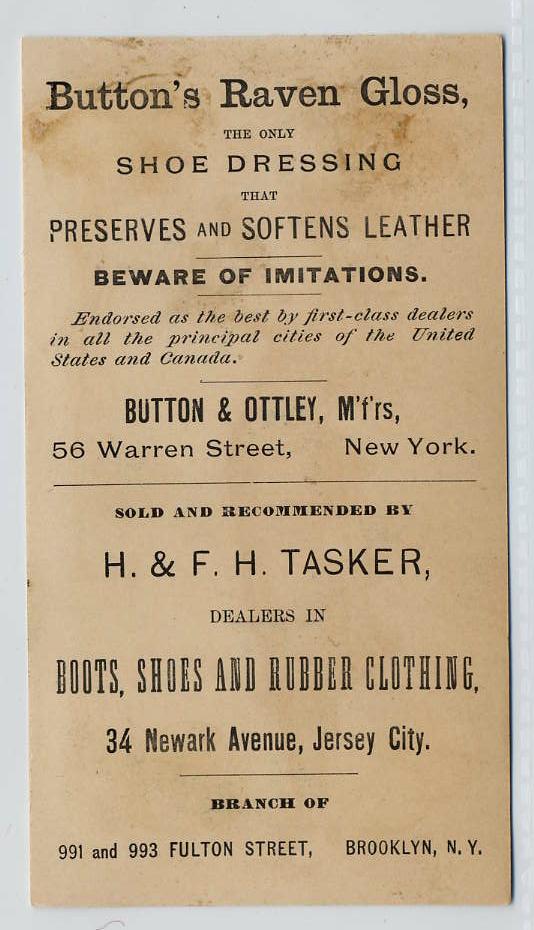 Button's Raven Gloss,
THE ONLY
SHOE DRESSING
THAT
PRESERVES AND SOFTENS LEATHER
BEWARE OF IMITATIONS.
Endorsed as the best by first-class dealers
in all the principal cities of the United
States and Canada.
BUTTON & OTTLEY, M'f'rs,
56 Warren Street, New York.
SOLD AND RECOMMENDED BY
H. & F. H. TASKER,
DEALERS IN
BOOTS, SHOES AND RUBBER CLOTHING,
34 Newark Avenue, Jersey City.
BRANCH OF
991 and 993 FULTON STREET, BROOKLYN, N. Y.